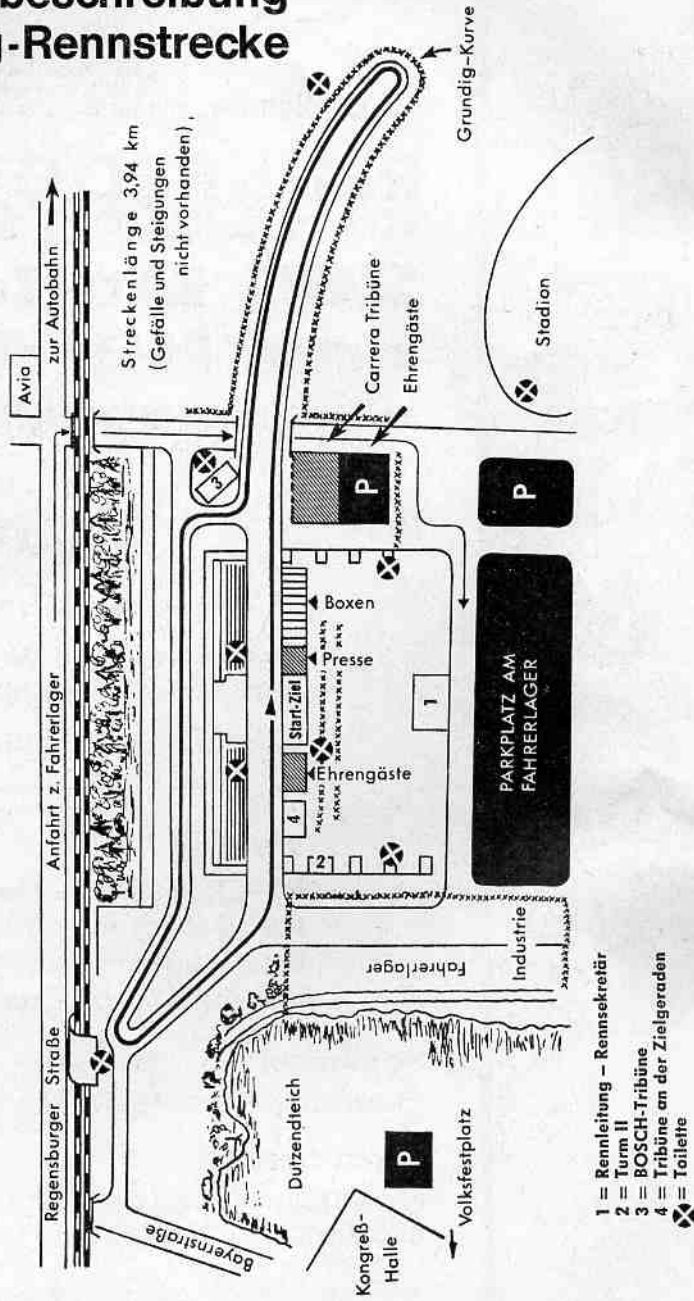 beschreibung
g-Rennstrecke
Avia
zur Autobahn
Anfahrt z. Fahrerlager
Regensburger Straße
Streckenlänge 3,94 km
(Gefälle und Steigungen
nicht vorhanden)
Grundig-Kurve
3
Carrera Tribüne
Ehrengäste
P
Boxen
Presse
Start-Ziel
Ehrengäste
4
2
1
Stadion
P
PARKPLATZ AM
FAHRERLAGER
Fahrerlager
Industrie
Bayernstraße
Dutzendteich
P
Kongreß-
Halle
Volksfestplatz
1 = Rennleitung – Rennsekretär
2 = Turm II
3 = BOSCH-Tribüne
4 = Tribüne an der Zielgeraden
= Toilette